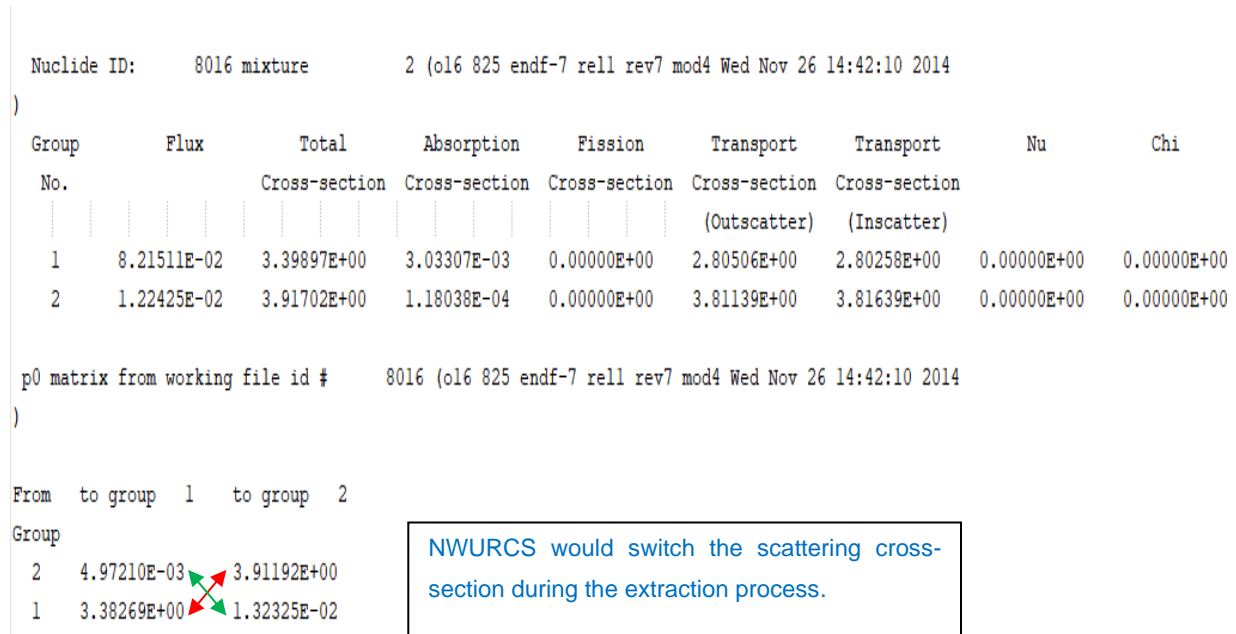 Nuclide ID: 8016 mixture 2 (o16 825 endf-7 rel1 rev7 mod4 Wed Nov 26 14:42:10 2014
)
Group Flux Total Absorption Fission Transport Transport Nu Chi
No. Cross-section Cross-section Cross-section Cross-section Cross-section
(Outscatter) (Inscatter)
1 8.21511E-02 3.39897E+00 3.03307E-03 0.00000E+00 2.80506E+00 2.80258E+00 0.00000E+00 0.00000E+00
2 1.22425E-02 3.91702E+00 1.18038E-04 0.00000E+00 3.81139E+00 3.81639E+00 0.00000E+00 0.00000E+00
p0 matrix from working file id # 8016 (o16 825 endf-7 rel1 rev7 mod4 Wed Nov 26 14:42:10 2014
)
From to group 1 to group 2
Group
2 4.97210E-03 3.91192E+00
1 3.38269E+00 1.32325E-02
NWURCS would switch the scattering cross-
section during the extraction process.